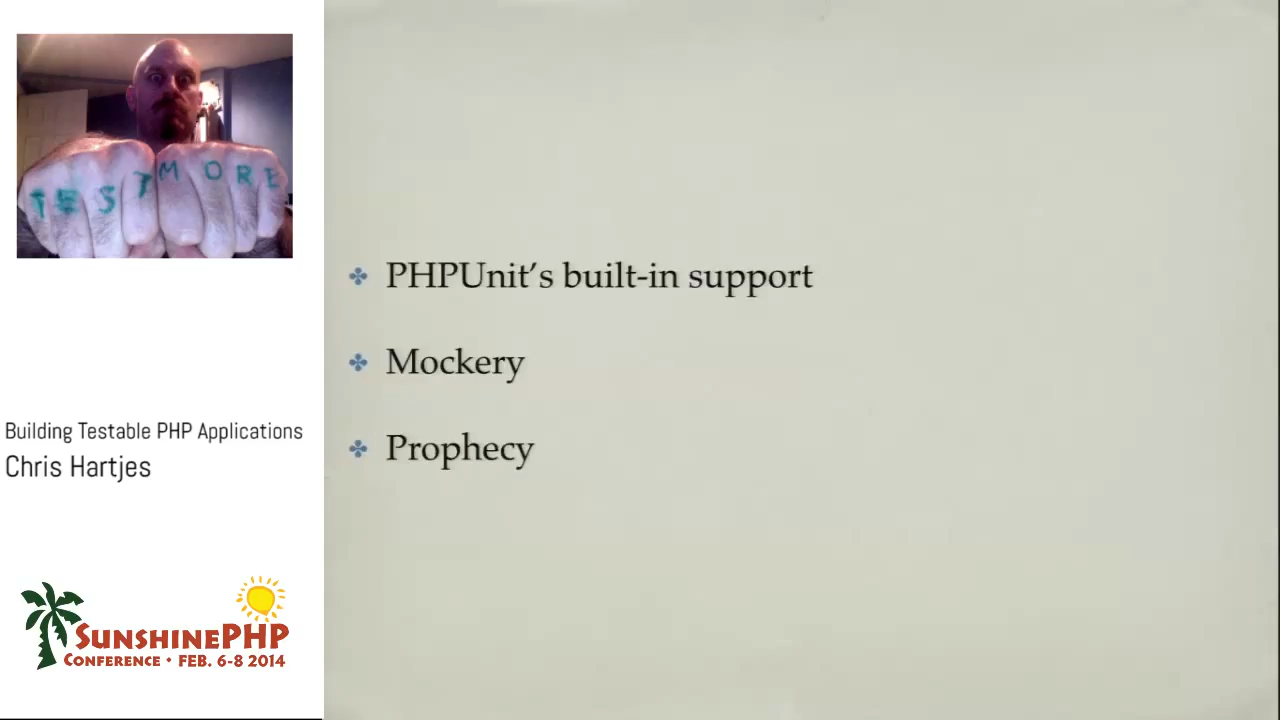 TEST MORE
Building Testable PHP Applications
Chris Hartjes
SUNSHINEPHP
CONFERENCE • FEB. 6-8 2014
PHPUnit’s built-in support
Mockery
Prophecy